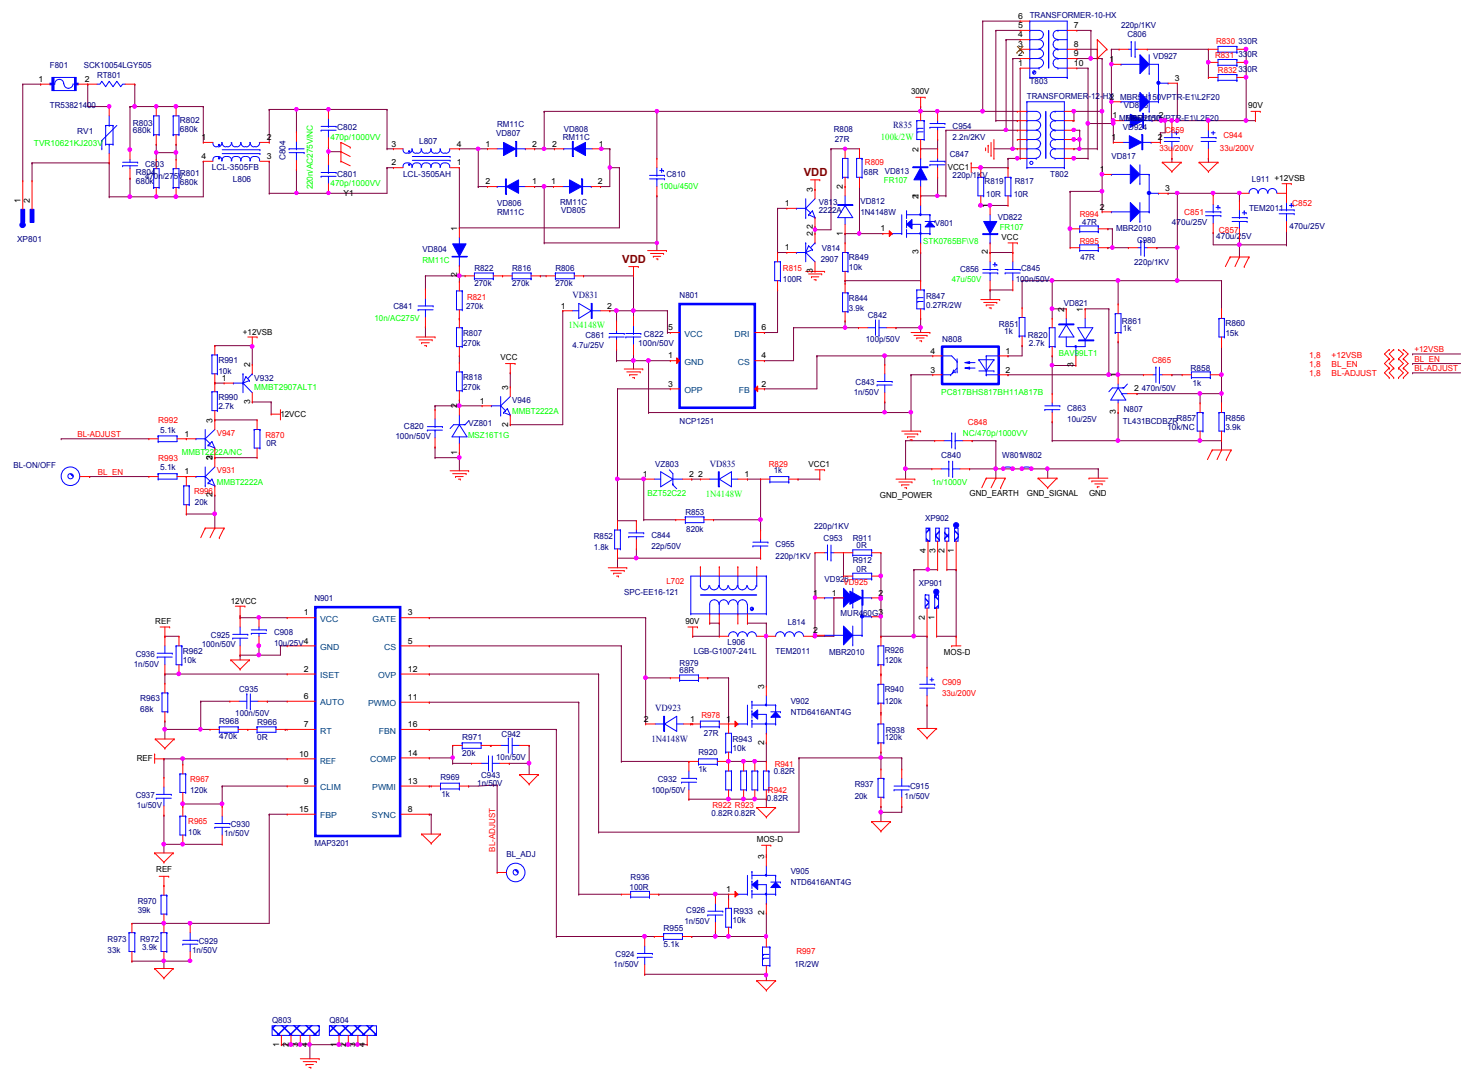 TRANSFORMER-10-HX
T803
220p/1KV
C806
VD927
R830 330R
R831 330R
R832 330R
TRANSFORMER-12-HX
T802
90V
VD924
C859
33u/200V
C944
33u/200V
VD817
MBR2010
L911
+12VSB
TEM2011
C851
470u/25V
C857
470u/25V
C852
470u/25V
R994
47R
R995
47R
C980
220p/1KV
F801
SCK10054LGY505
RT801
TR53821400
RV1
TVR10621KJ203V
R803
680k
R802
680k
C803
470n/275V
R804
680k
R801
680k
LCL-3505FB
L806
C804
220n/AC275V/NC
C802
470p/1000VV
C801
470p/1000VV
Y1
L807
LCL-3505AH
RM11C
VD807
VD808
RM11C
VD806
RM11C
RM11C
VD805
C810
100u/450V
XP801
300V
R835
100k/2W
C954
2.2n/2KV
C847
220p/1KV
VCC1
VD813
FR107
R808
27R
R809
68R
VDD
V813
2222A
VD812
1N4148W
V814
2907
R815
100R
R849
10k
R844
3.9k
V801
STK0765BF\V8
R847
0.27R/2W
C842
100p/50V
R819
10R
R817
10R
VD822
FR107
VCC
C856
47u/50V
C845
100n/50V
VD804
RM11C
R822
270k
R816
270k
R806
270k
VDD
C841
10n/AC275V
R821
270k
R807
270k
R818
270k
VD831
1N4148W
C861
4.7u/25V
C822
100n/50V
N801
VCC
GND
OPP
DRI
CS
FB
NCP1251
VCC
V946
MMBT2222A
C820
100n/50V
VZ801
MSZ16T1G
N808
PC817BHS817BH11A817B
C843
1n/50V
R851
1k
R820
2.7k
VD821
BAV99LT1
R861
1k
R860
15k
C865
470n/50V
R858
1k
C863
10u/25V
N807
TL431BCDBZR
R857
10k/NC
R856
3.9k
1,8 +12VSB
1,8 BL_EN
1,8 BL-ADJUST
+12VSB
BL_EN
BL-ADJUST
C848
NC/470p/1000VV
C840
1n/1000V
W801W802
GND_POWER
GND_EARTH
GND_SIGNAL
GND
+12VSB
R991
10k
V932
MMBT2907ALT1
R990
2.7k
12VCC
BL-ADJUST
R992
5.1k
V947
MMBT2222A/NC
R870
0R
BL-ON/OFF
BL_EN
R993
5.1k
V931
MMBT2222A
20k
VZ803
BZT52C22
VD835
1N4148W
R829
1k
VCC1
R853
820k
R852
1.8k
C844
22p/50V
C955
220p/1KV
L702
SPC-EE16-121
90V
L906
LGB-G1007-241L
L814
TEM2011
220p/1KV
C953
R911
0R
R912
0R
VD925
MUR460G
MBR2010
XP902
XP901
MOS-D
R926
120k
R940
120k
R938
120k
C909
33u/200V
R937
20k
C915
1n/50V
12VCC
C925
100n/50V
C908
10u/25V
REF
C936
1n/50V
R962
10k
R963
68k
C935
100n/50V
R968
470k
R966
0R
REF
R967
120k
C937
1u/50V
R965
10k
C930
1n/50V
REF
R970
39k
R973
33k
R972
3.9k
C929
1n/50V
N901
VCC
GND
ISET
AUTO
RT
REF
CLIM
FBP
GATE
CS
OVP
PWMO
FBN
COMP
PWMI
SYNC
MAP3201
R971
20k
C942
10n/50V
C943
1n/50V
R969
1k
BL-ADJUST
BL_ADJ
R979
68R
VD923
1N4148W
R978
27R
V902
NTD6416ANT4G
R943
10k
R920
1k
C932
100p/50V
R941
0.82R
R942
0.82R
R922 R923
0.82R 0.82R
MOS-D
V905
NTD6416ANT4G
R936
100R
C926
1n/50V
R933
10k
R955
5.1k
C924
1n/50V
R997
1R/2W
Q803
Q804